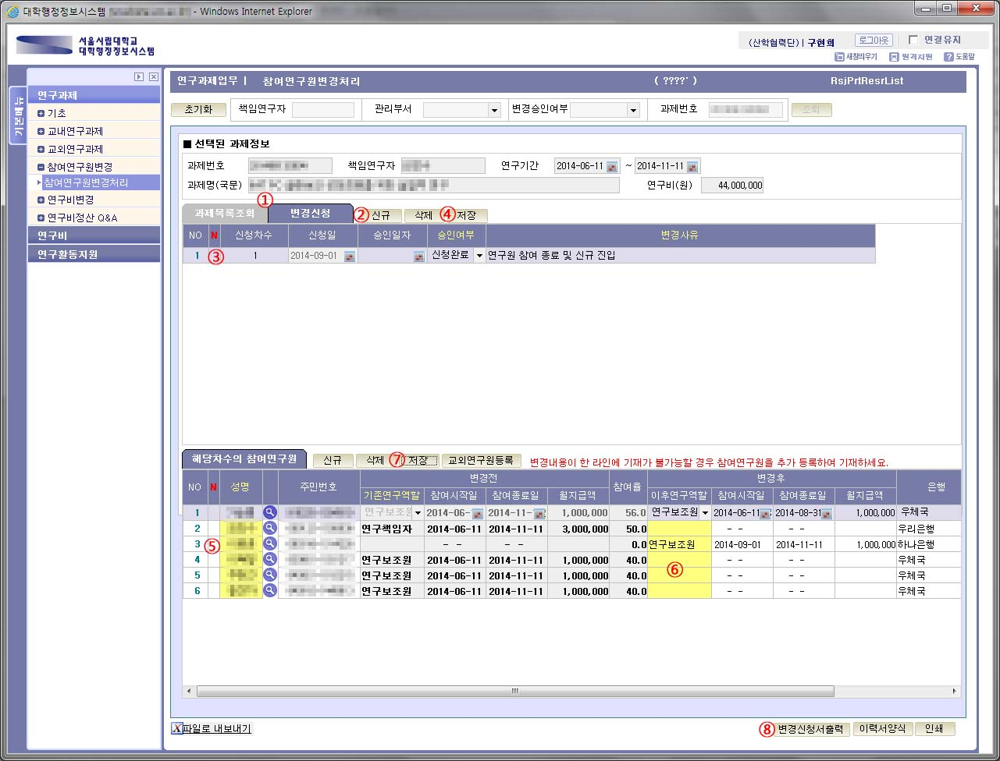 대학행정정보시스템 - Windows Internet Explorer
서울시립대학교
대학행정정보시스템
(산학협력단) | 구현희 로그아웃 연결유지
새창띄우기 원격지원 도움말
기본메뉴
연구과제
기초
교내연구과제
교외연구과제
참여연구원변경
참여연구원변경처리
연구비변경
연구비정산 Q&A
연구비
연구활동지원
연구과제업무 | 참여연구원변경처리 ( ????˚ ) RsjPrtResrList
초기화 책임연구자 관리부서 변경승인여부 과제번호 조회
■ 선택된 과제정보
과제번호 책임연구자 연구기간 2014-06-11 ~ 2014-11-11
과제명(국문) 연구비(원) 44,000,000
과제목록조회 ① 변경신청 ② 신규 삭제 ④ 저장
NO N 신청차수 신청일 승인일자 승인여부 변경사유
1 ③ 1 2014-09-01 신청완료 연구원 참여 종료 및 신규 진입
해당차수의 참여연구원 신규 삭제 ⑦ 저장 교외연구원등록 변경내용이 한 라인에 기재가 불가능할 경우 참여연구원을 추가 등록하여 기재하세요.
NO N 성명 주민번호 변경전 참여율 변경후 은행
기존연구역할 참여시작일 참여종료일 월지급액 이후연구역할 참여시작일 참여종료일 월지급액
1 연구보조원 2014-06- 2014-11- 1,000,000 56.0 연구보조원 2014-06-11 2014-08-31 1,000,000 우체국
2 연구책임자 2014-06-11 2014-11-11 3,000,000 50.0 - - - - 우리은행
⑤ 3 - - - - 0.0 연구보조원 2014-09-01 2014-11-11 1,000,000 하나은행
4 연구보조원 2014-06-11 2014-11-11 1,000,000 40.0 ⑥ - - - - 우체국
5 연구보조원 2014-06-11 2014-11-11 1,000,000 40.0 - - - - 우체국
6 연구보조원 2014-06-11 2014-11-11 1,000,000 40.0 - - - - 우체국
X 파일로 내보내기 ⑧ 변경신청서출력 이력서양식 인쇄